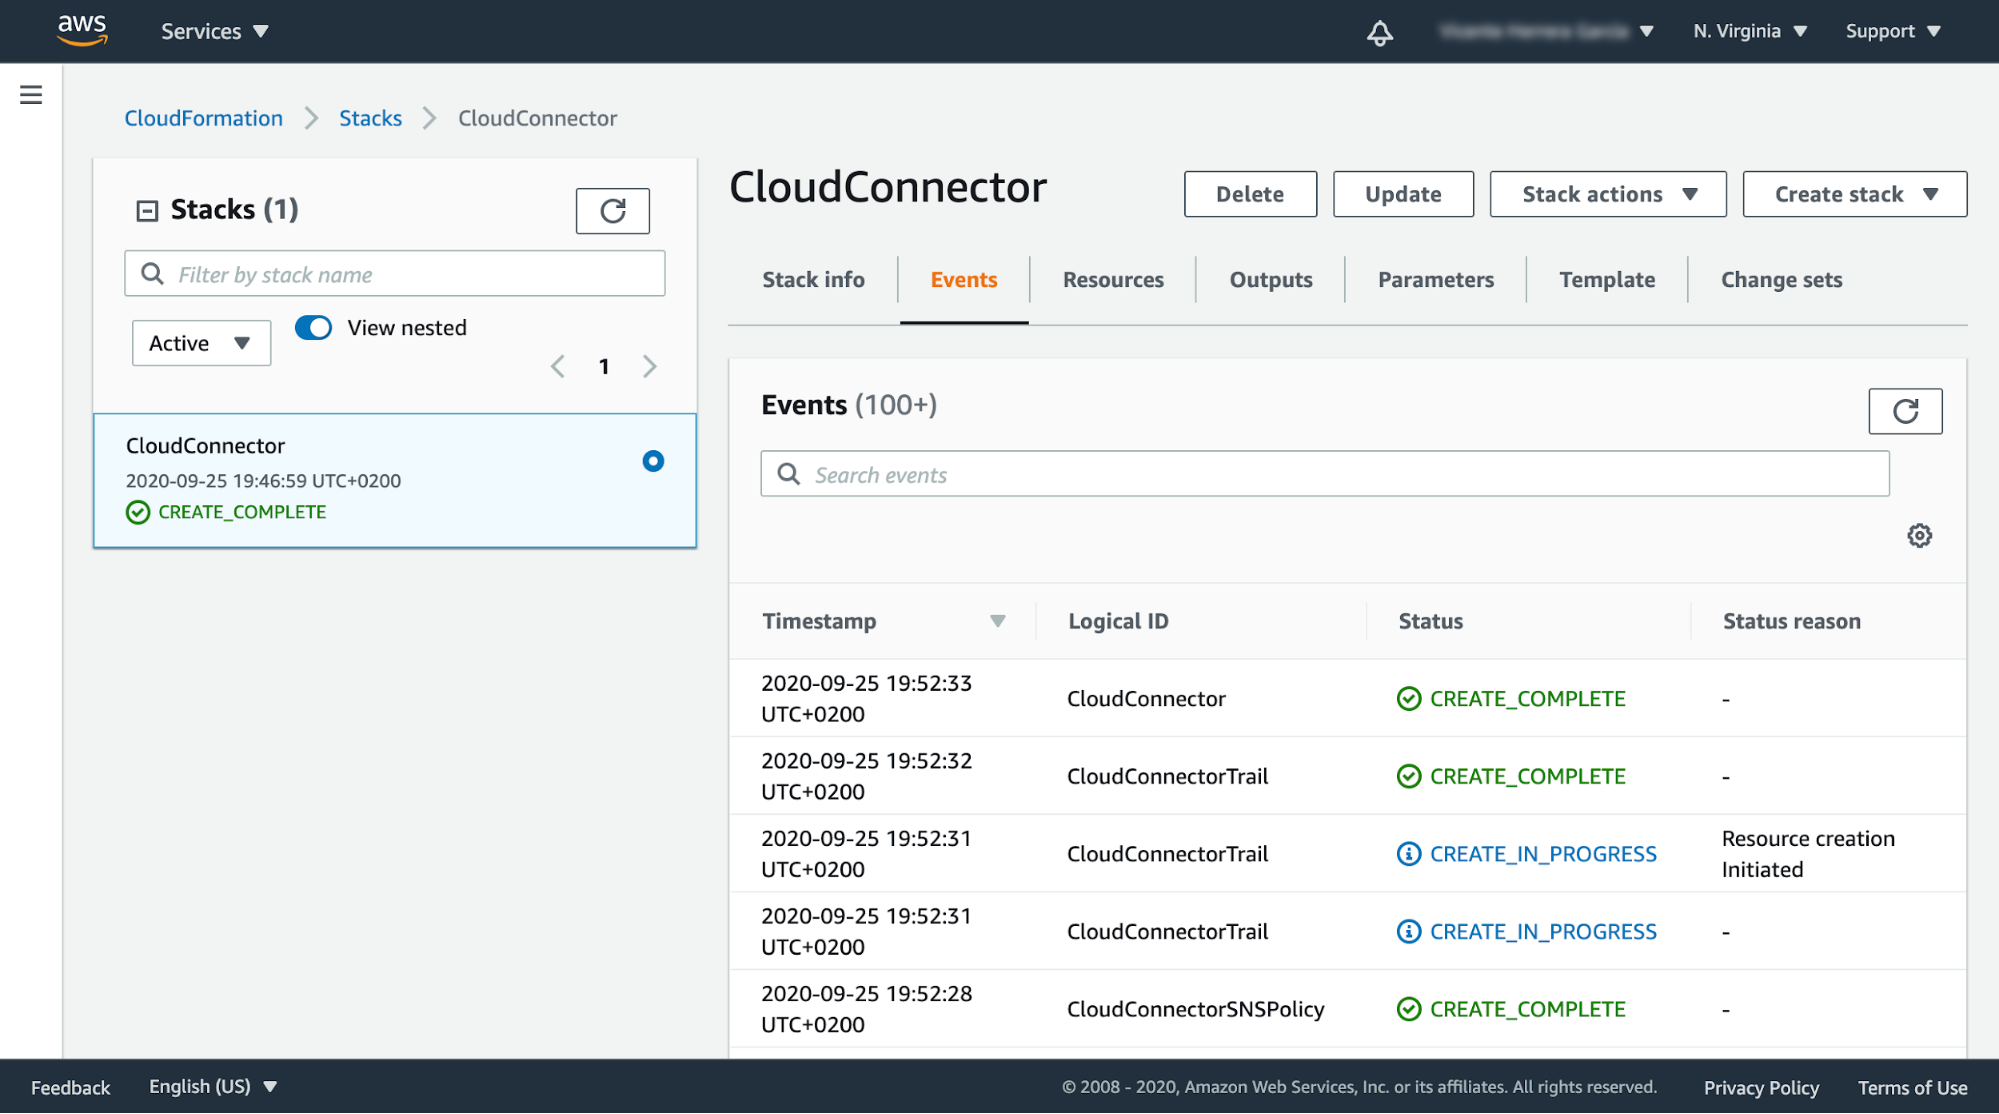 aws
Services
N. Virginia
Support
CloudFormation
Stacks
CloudConnector
Stacks (1)
Filter by stack name
Active
View nested
1
CloudConnector
2020-09-25 19:46:59 UTC+0200
CREATE_COMPLETE
CloudConnector
Delete
Update
Stack actions
Create stack
Stack info
Events
Resources
Outputs
Parameters
Template
Change sets
Events (100+)
Search events
Timestamp
Logical ID
Status
Status reason
2020-09-25 19:52:33
UTC+0200
CloudConnector
CREATE_COMPLETE
-
2020-09-25 19:52:32
UTC+0200
CloudConnectorTrail
CREATE_COMPLETE
-
2020-09-25 19:52:31
UTC+0200
CloudConnectorTrail
CREATE_IN_PROGRESS
Resource creation
Initiated
2020-09-25 19:52:31
UTC+0200
CloudConnectorTrail
CREATE_IN_PROGRESS
-
2020-09-25 19:52:28
UTC+0200
CloudConnectorSNSPolicy
CREATE_COMPLETE
-
Feedback
English (US)
© 2008 - 2020, Amazon Web Services, Inc. or its affiliates. All rights reserved.
Privacy Policy
Terms of Use